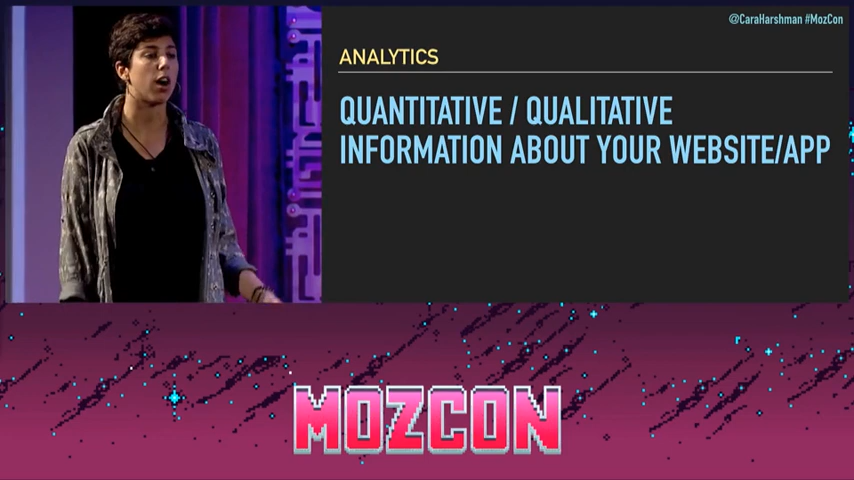 @CaraHarshman #MozCon
ANALYTICS
QUANTITATIVE / QUALITATIVE
INFORMATION ABOUT YOUR WEBSITE/APP
MOZCON